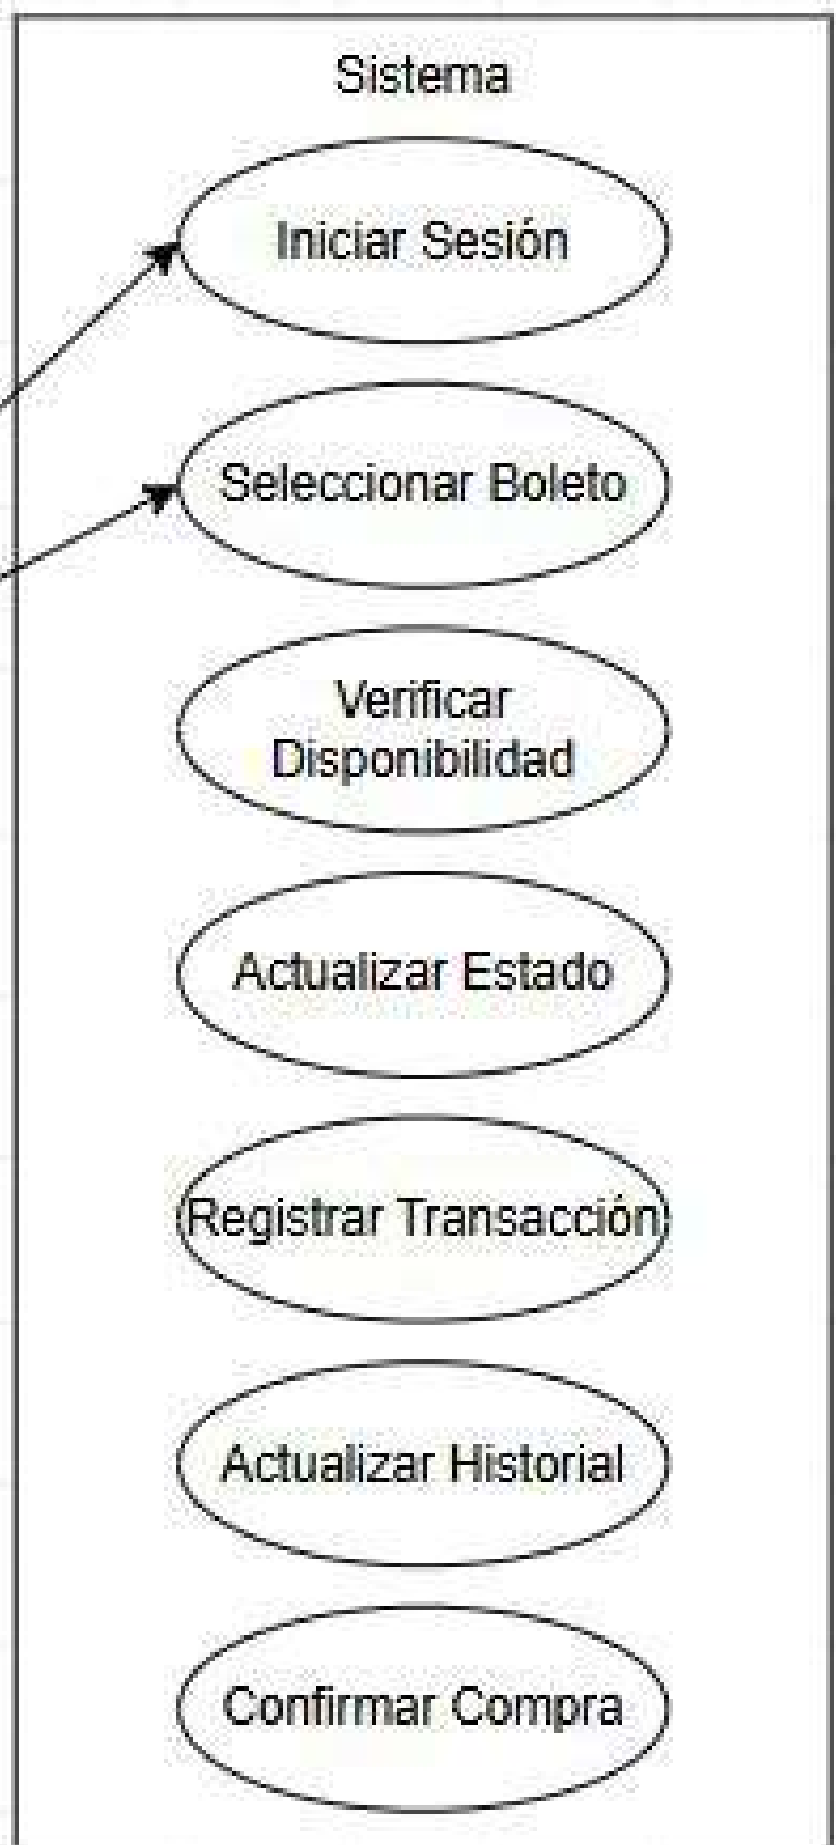 Sistema
Iniciar Sesión
Seleccionar Boleto
Verificar
Disponibilidad
Actualizar Estado
Registrar Transacción
Actualizar Historial
Confirmar Compra